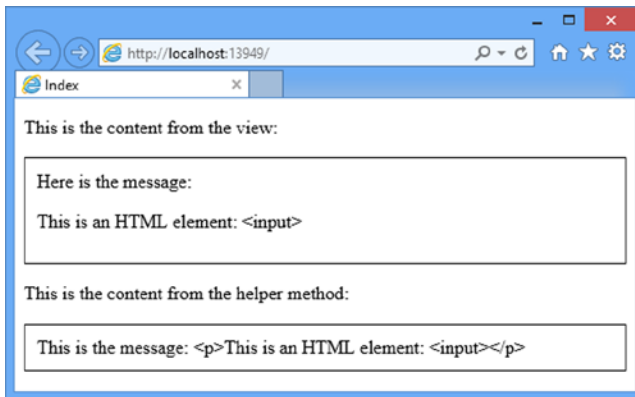 http://localhost:13949/
Index
This is the content from the view:
Here is the message:
This is an HTML element: <input>
This is the content from the helper method:
This is the message: <p>This is an HTML element: <input></p>